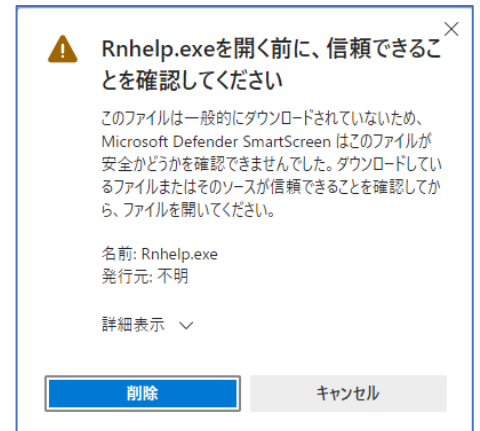 Rnhelp.exeを開く前に、信頼できるこ
とを確認してください
このファイルは一般的にダウンロードされていないため、
Microsoft Defender SmartScreen はこのファイルが
安全かどうかを確認できませんでした。ダウンロードしてい
るファイルまたはそのソースが信頼できることを確認してか
ら、ファイルを開いてください。
名前: Rnhelp.exe
発行元: 不明
詳細表示
削除
キャンセル